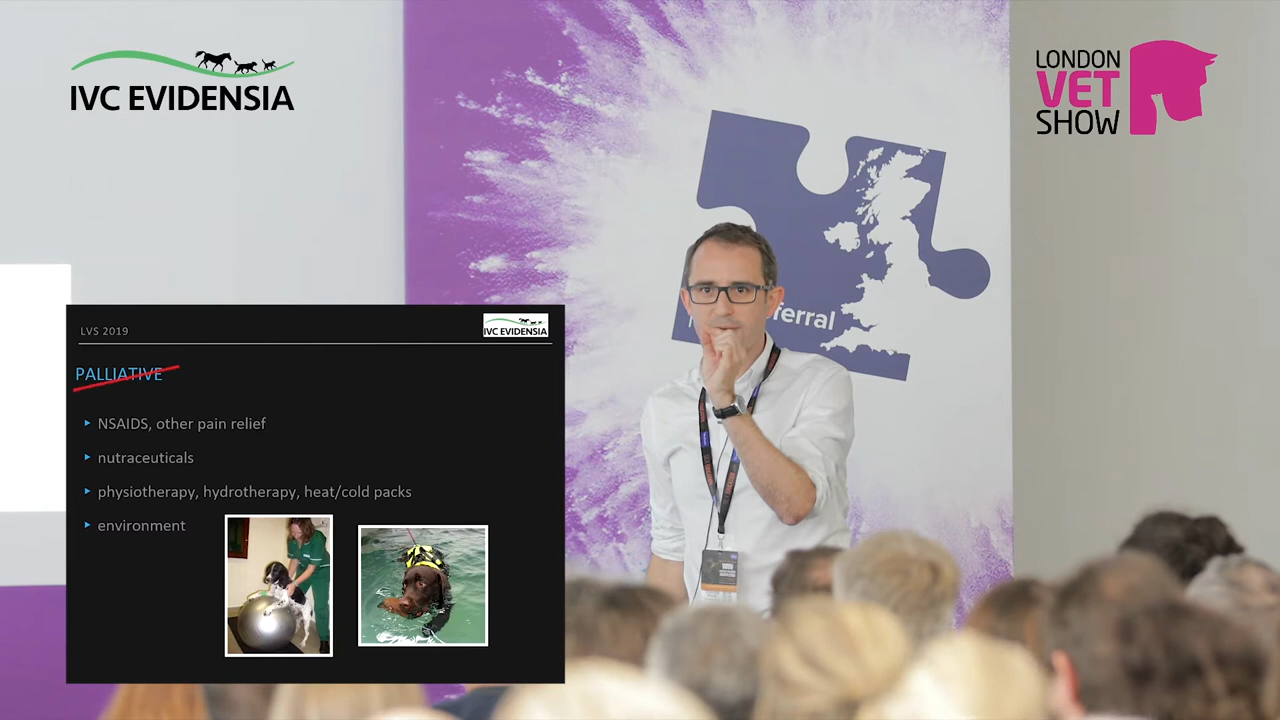 IVC EVIDENSIA
LONDON
VET
SHOW
ferral
LVS 2019
IVC EVIDENSIA
PALLIATIVE
NSAIDS, other pain relief
nutraceuticals
physiotherapy, hydrotherapy, heat/cold packs
environment